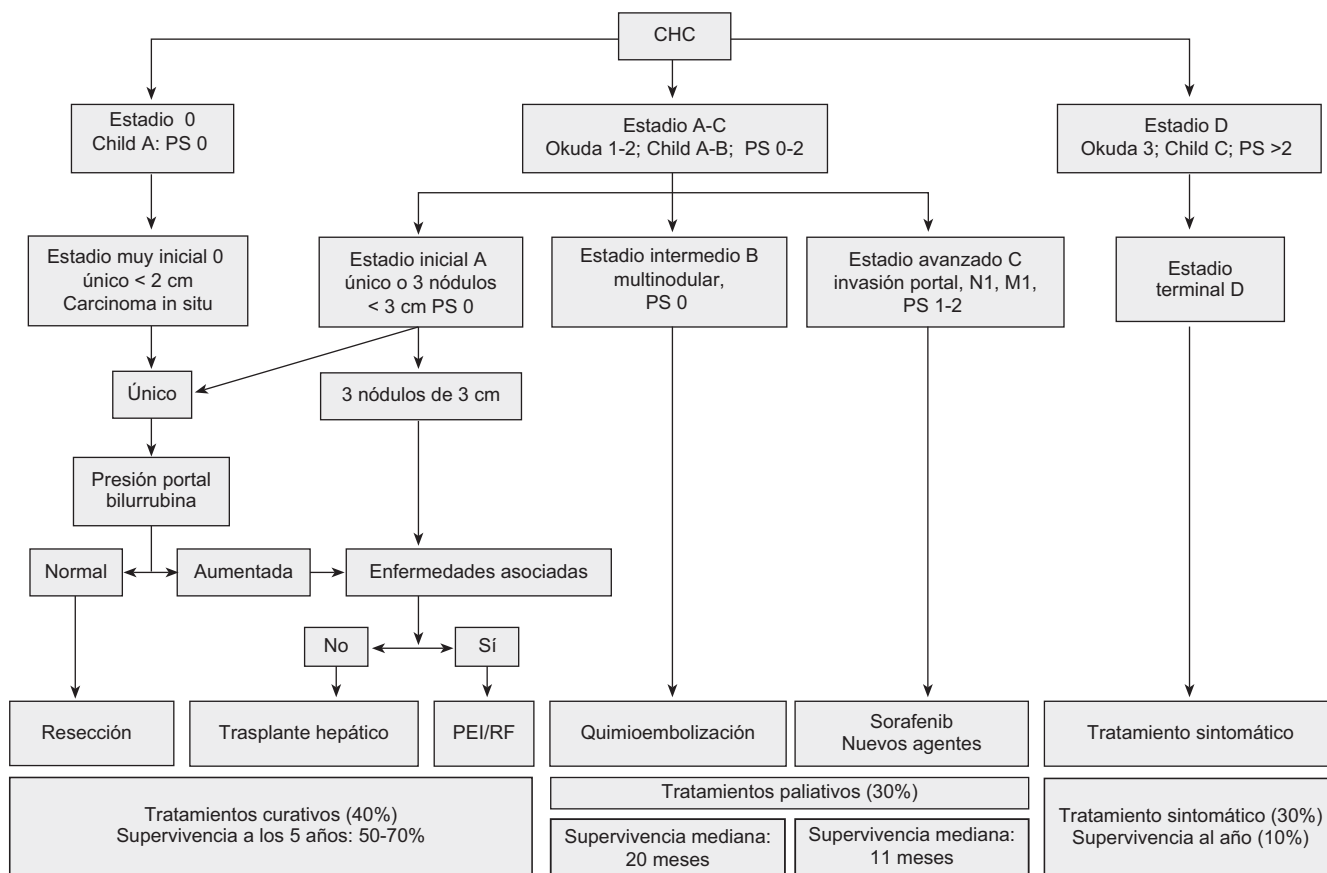 CHC
Estadio 0
Child A: PS 0
Estadio A-C
Okuda 1-2; Child A-B; PS 0-2
Estadio D
Okuda 3; Child C; PS >2
Estadio muy inicial 0
único < 2 cm
Carcinoma in situ
Estadio inicial A
único o 3 nódulos
< 3 cm PS 0
Estadio intermedio B
multinodular,
PS 0
Estadio avanzado C
invasión portal, N1, M1,
PS 1-2
Estadio
terminal D
Único
3 nódulos de 3 cm
Presión portal
bilurrubina
Normal
Aumentada
Enfermedades asociadas
No
Sí
Resección
Trasplante hepático
PEI/RF
Quimioembolización
Sorafenib
Nuevos agentes
Tratamiento sintomático
Tratamientos curativos (40%)
Supervivencia a los 5 años: 50-70%
Tratamientos paliativos (30%)
Supervivencia mediana:
20 meses
Supervivencia mediana:
11 meses
Tratamiento sintomático (30%)
Supervivencia al año (10%)